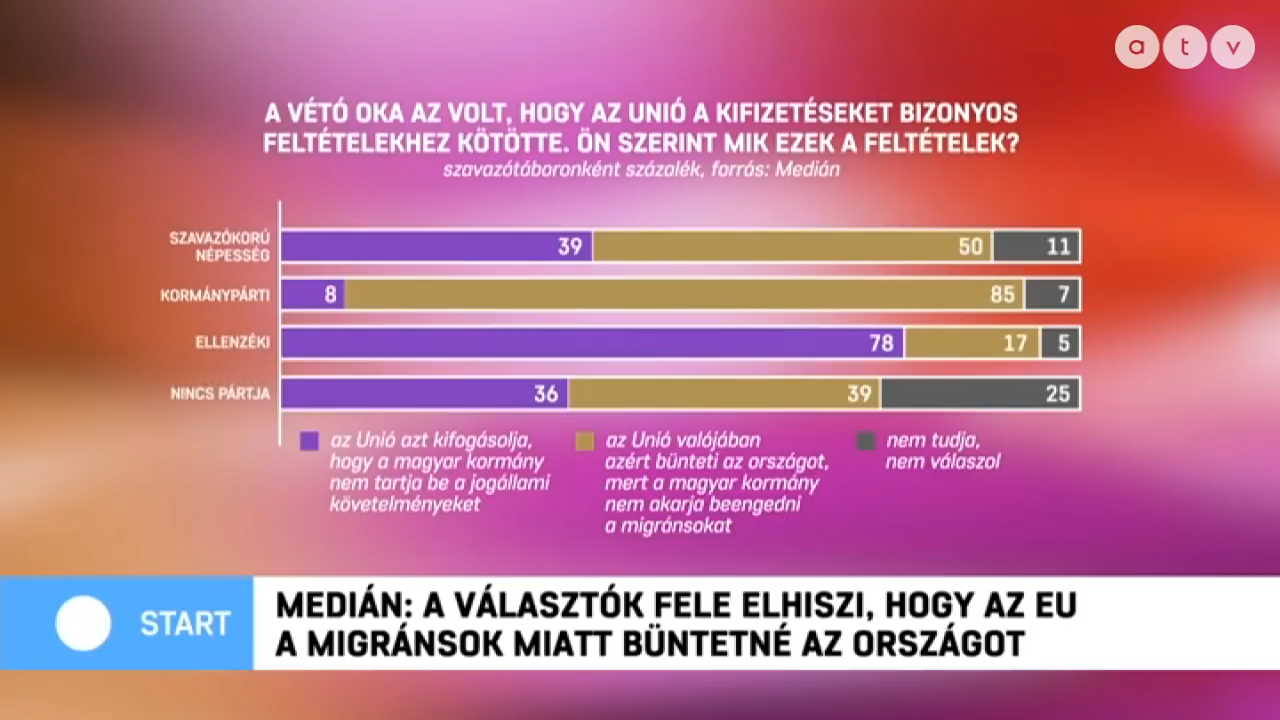 a t v
A VÉTÓ OKA AZ VOLT, HOGY AZ UNIÓ A KIFIZETÉSEKET BIZONYOS
FELTÉTELEKHEZ KÖTÖTTE. ÖN SZERINT MIK EZEK A FELTÉTELEK?
szavazótáboronként százalék, forrás: Medián
SZAVAZÓKORÚ
NÉPESSÉG
39 50 11
KORMÁNYPÁRTI 8 85 7
ELLENZÉKI 78 17 5
NINCS PÁRTJA 36 39 25
az Unió azt kifogásolja,
hogy a magyar kormány
nem tartja be a jogállami
követelményeket
az Unió valójában
azért bünteti az országot,
mert a magyar kormány
nem akarja beengedni
a migránsokat
nem tudja,
nem válaszol
START
MEDIÁN: A VÁLASZTÓK FELE ELHISZI, HOGY AZ EU
A MIGRÁNSOK MIATT BÜNTETNÉ AZ ORSZÁGOT